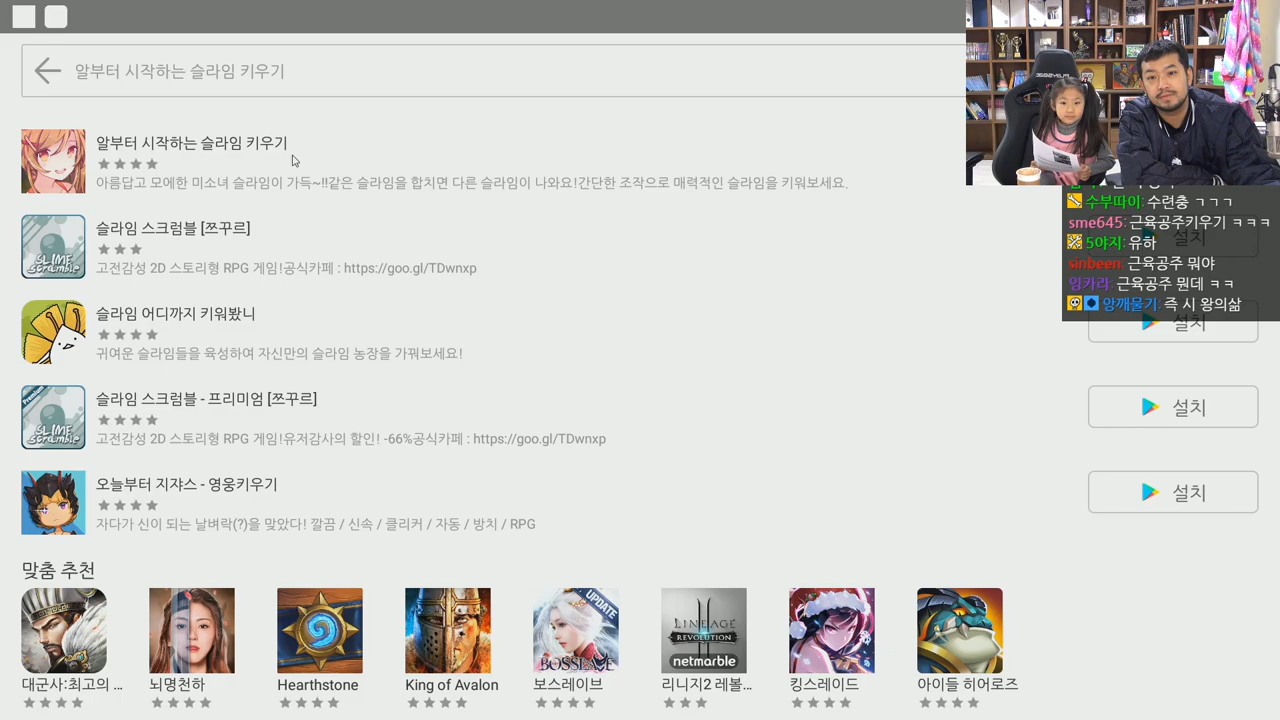 알부터 시작하는 슬라임 키우기
알부터 시작하는 슬라임 키우기
아름답고 모에한 미소녀 슬라임이 가득~!!같은 슬라임을 합치면 다른 슬라임이 나와요!간단한 조작으로 매력적인 슬라임을 키워보세요.
슬라임 스크럼블 [쯔꾸르]
SLIME
Scramble
고전감성 2D 스토리형 RPG 게임!공식카페 : https://goo.gl/TDwnxp
설치
슬라임 어디까지 키워봤니
귀여운 슬라임들을 육성하여 자신만의 슬라임 농장을 가꿔보세요!
설치
슬라임 스크럼블 - 프리미엄 [쯔꾸르]
Premium
SLIME
Scramble
고전감성 2D 스토리형 RPG 게임!유저감사의 할인! -66%공식카페 : https://goo.gl/TDwnxp
설치
오늘부터 지쟈스 - 영웅키우기
자다가 신이 되는 날벼락(?)을 맞았다! 깔끔 / 신속 / 클리커 / 자동 / 방치 / RPG
설치
수부따이: 수련충 ㅋㅋㅋ
sme645: 근육공주키우기 ㅋㅋㅋ
5야지: 유하
sinbeen: 근육공주 뭐야
잉카라: 근육공주 뭔데 ㅋㅋ
앙깨물기: 즉 시 왕의삶
맞춤 추천
UPDATE
BOSSLAVE
LINEAGE
REVOLUTION
netmarble
대군사:최고의 ...
뇌명천하
Hearthstone
King of Avalon
보스레이브
리니지2 레볼...
킹스레이드
아이들 히어로즈